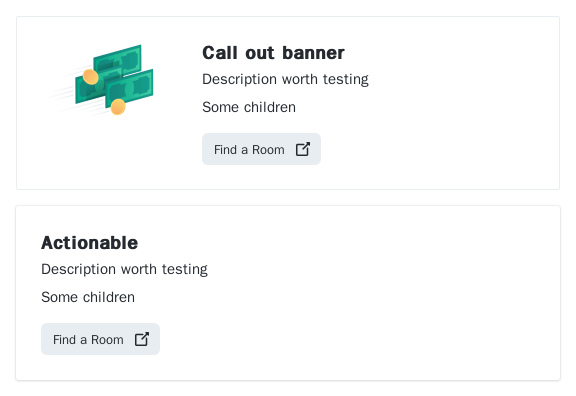 Call out banner
Description worth testing
Some children
Find a Room
Actionable
Description worth testing
Some children
Find a Room